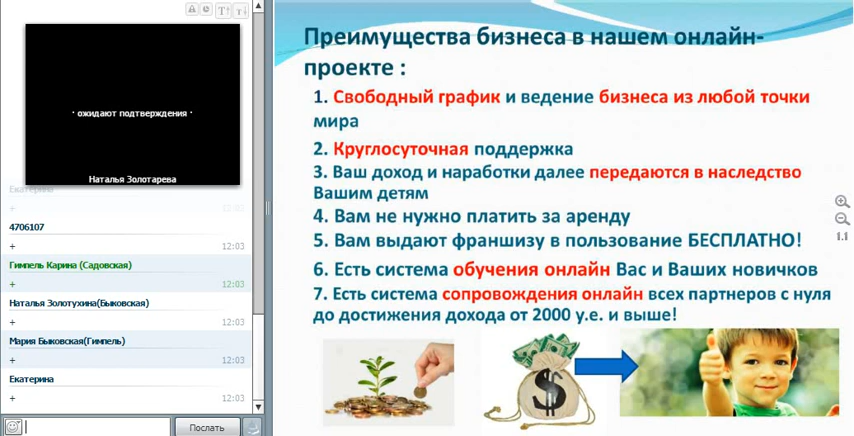 · ожидают подтверждения ·
Наталья Золотарева
Екатерина
+ 12:03
4706107
+ 12:03
Гимпель Карина (Садовская)
+ 12:03
Наталья Золотухина(Быковская)
+ 12:03
Мария Быковская(Гимпель)
+ 12:03
Екатерина
+ 12:03
Послать
Преимущества бизнеса в нашем онлайн-
проекте :
1. Свободный график и ведение бизнеса из любой точки
мира
2. Круглосуточная поддержка
3. Ваш доход и наработки далее передаются в наследство
Вашим детям
4. Вам не нужно платить за аренду
5. Вам выдают франшизу в пользование БЕСПЛАТНО!
6. Есть система обучения онлайн Вас и Ваших новичков
7. Есть система сопровождения онлайн всех партнеров с нуля
до достижения дохода от 2000 у.е. и выше!
$
1.1